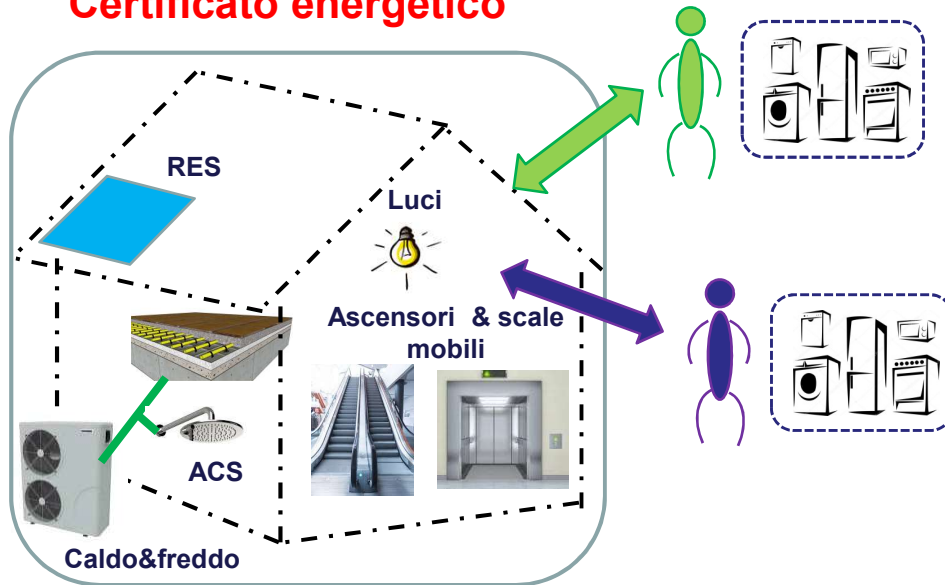 Certificato energetico
RES
Luci
Ascensori & scale
mobili
ACS
Caldo&freddo